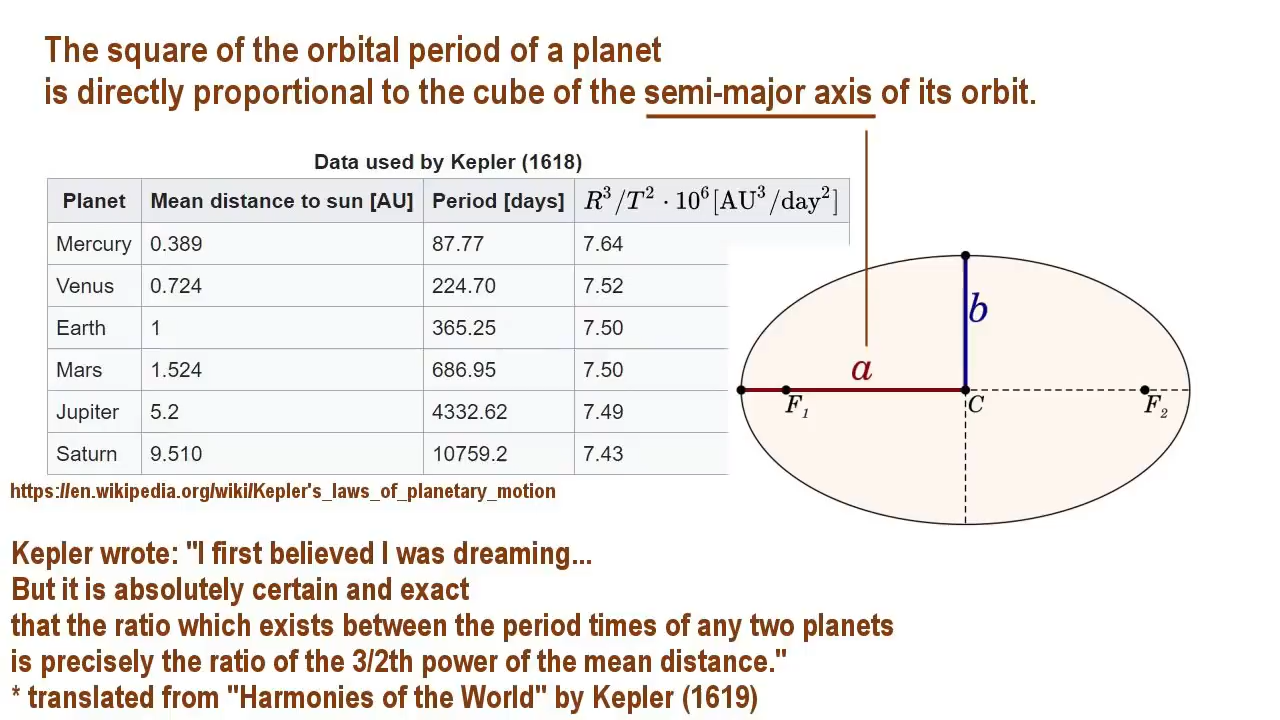 The square of the orbital period of a planet
is directly proportional to the cube of the semi-major axis of its orbit.
Data used by Kepler (1618)
Planet Mean distance to sun [AU] Period [days] R³/T² · 10⁶ [AU³/day²]
Mercury 0.389 87.77 7.64
Venus 0.724 224.70 7.52
Earth 1 365.25 7.50
Mars 1.524 686.95 7.50
Jupiter 5.2 4332.62 7.49
Saturn 9.510 10759.2 7.43
b
a
F₁
C
F₂
https://en.wikipedia.org/wiki/Kepler's_laws_of_planetary_motion
Kepler wrote: "I first believed I was dreaming...
But it is absolutely certain and exact
that the ratio which exists between the period times of any two planets
is precisely the ratio of the 3/2th power of the mean distance."
* translated from "Harmonies of the World" by Kepler (1619)